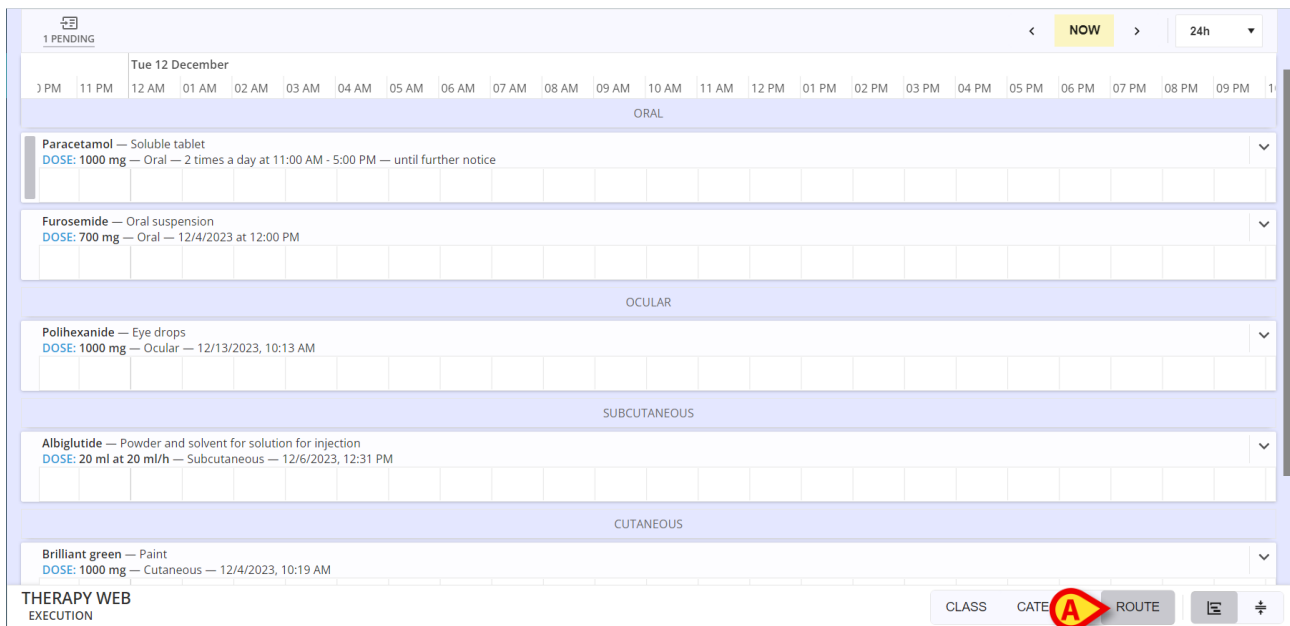 1 PENDING
NOW
24h
Tue 12 December
PM 11 PM 12 AM 01 AM 02 AM 03 AM 04 AM 05 AM 06 AM 07 AM 08 AM 09 AM 10 AM 11 AM 12 PM 01 PM 02 PM 03 PM 04 PM 05 PM 06 PM 07 PM 08 PM 09 PM
ORAL
Paracetamol — Soluble tablet
DOSE: 1000 mg — Oral — 2 times a day at 11:00 AM - 5:00 PM — until further notice
Furosemide — Oral suspension
DOSE: 700 mg — Oral — 12/4/2023 at 12:00 PM
OCULAR
Polihexanide — Eye drops
DOSE: 1000 mg — Ocular — 12/13/2023, 10:13 AM
SUBCUTANEOUS
Albiglutide — Powder and solvent for solution for injection
DOSE: 20 ml at 20 ml/h — Subcutaneous — 12/6/2023, 12:31 PM
CUTANEOUS
Brilliant green — Paint
DOSE: 1000 mg — Cutaneous — 12/4/2023, 10:19 AM
THERAPY WEB
EXECUTION
CLASS CATE A ROUTE